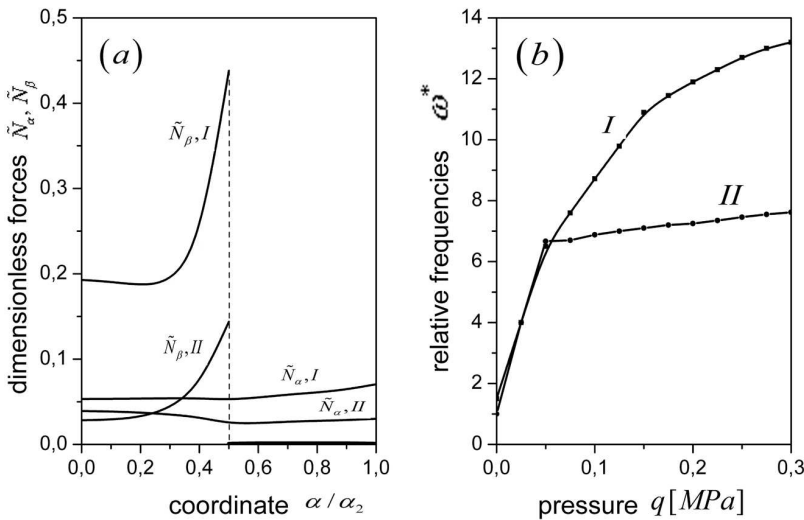 (a)
dimensionless forces Ñα, Ñβ
0,5
0,4
0,3
0,2
0,1
0,0
Ñβ, I
Ñβ, II
Ñα, I
Ñα, II
0,0 0,2 0,4 0,6 0,8 1,0
coordinate α/α2
(b)
relative frequencies ω*
14
12
10
8
6
4
2
0
I
II
0,0 0,1 0,2 0,3
pressure q[MPa]